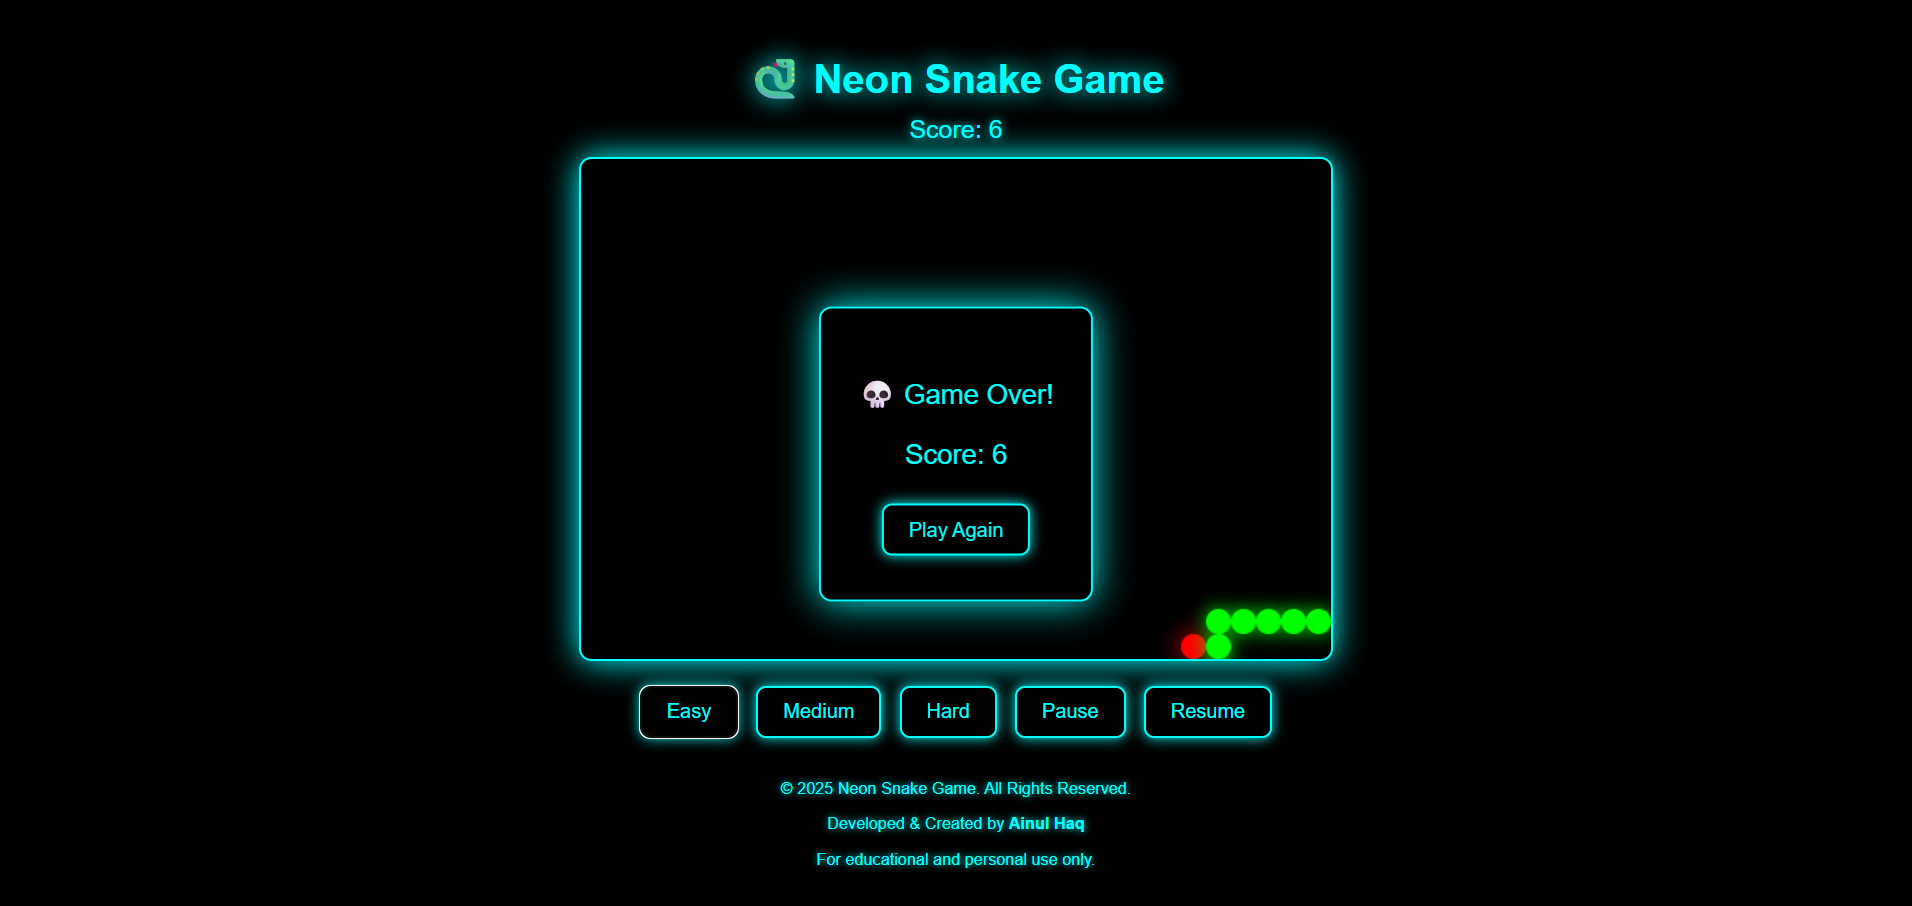 Neon Snake Game
Score: 6
Game Over!
Score: 6
Play Again
Easy Medium Hard Pause Resume
© 2025 Neon Snake Game. All Rights Reserved.
Developed & Created by Ainul Haq
For educational and personal use only.